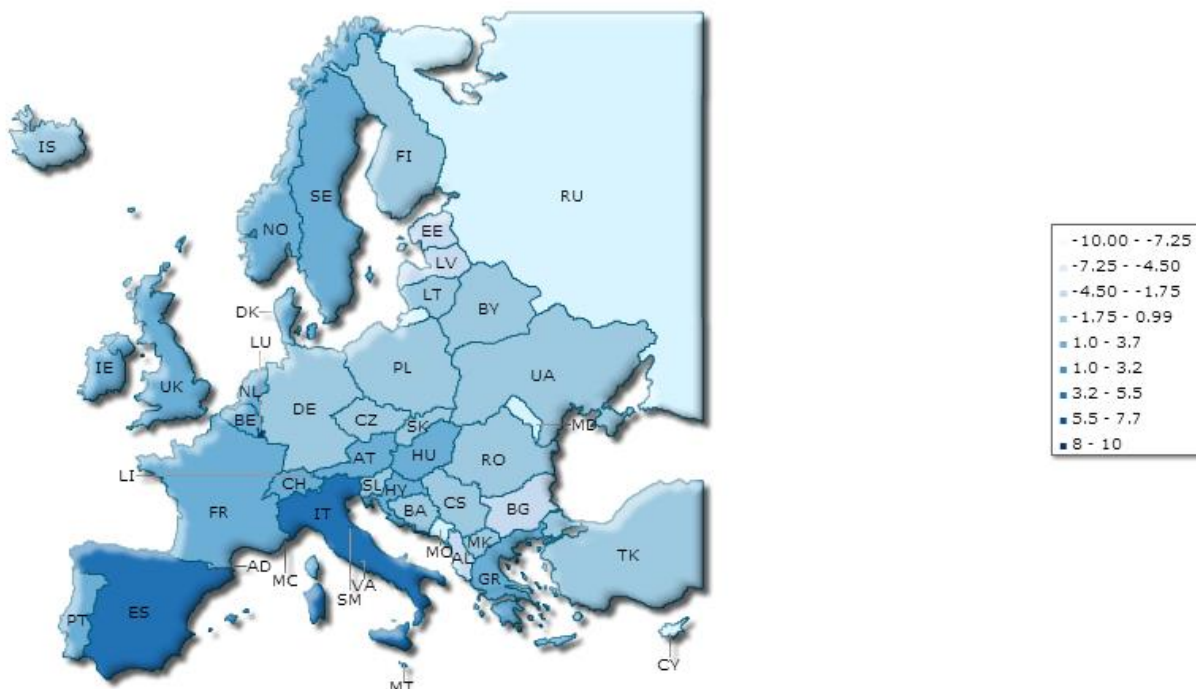 IS
FI
RU
SE
NO
EE
LV
LT
DK
BY
LU
IE
UK
NL
PL
UA
BE
DE
CZ
SK
MD
AT
HU
RO
LI
CH
SL
HY
IT
FR
BA
CS
BG
MO
MK
AL
TK
AD
MC
SM
VA
GR
PT
ES
CY
MT
-10.00 - -7.25
-7.25 - -4.50
-4.50 - -1.75
-1.75 - 0.99
1.0 - 3.7
1.0 - 3.2
3.2 - 5.5
5.5 - 7.7
8 - 10